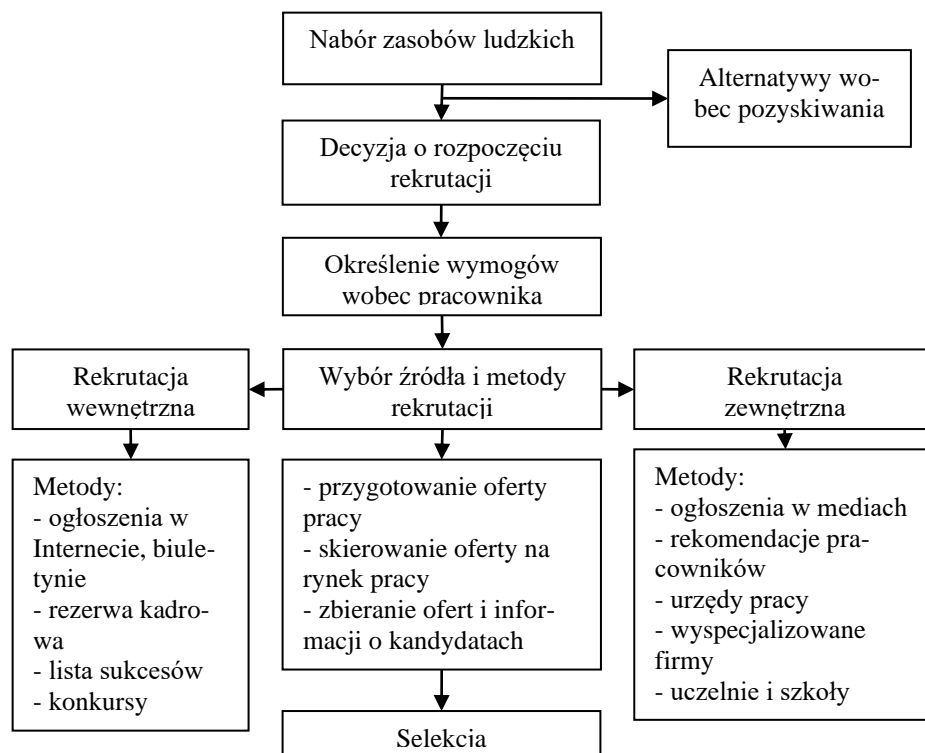 Nabór zasobów ludzkich
Alternatywy wo-
bec pozyskiwania
Decyzja o rozpoczęciu
rekrutacji
Określenie wymogów
wobec pracownika
Rekrutacja
wewnętrzna
Wybór źródła i metody
rekrutacji
Rekrutacja
zewnętrzna
Metody:
- ogłoszenia w
Internecie, biule-
tynie
- rezerwa kadro-
wa
- lista sukcesów
- konkursy
- przygotowanie oferty
pracy
- skierowanie oferty na
rynek pracy
- zbieranie ofert i infor-
macji o kandydatach
Metody:
- ogłoszenia w mediach
- rekomendacje pra-
cowników
- urzędy pracy
- wyspecjalizowane
firmy
- uczelnie i szkoły
Selekcja